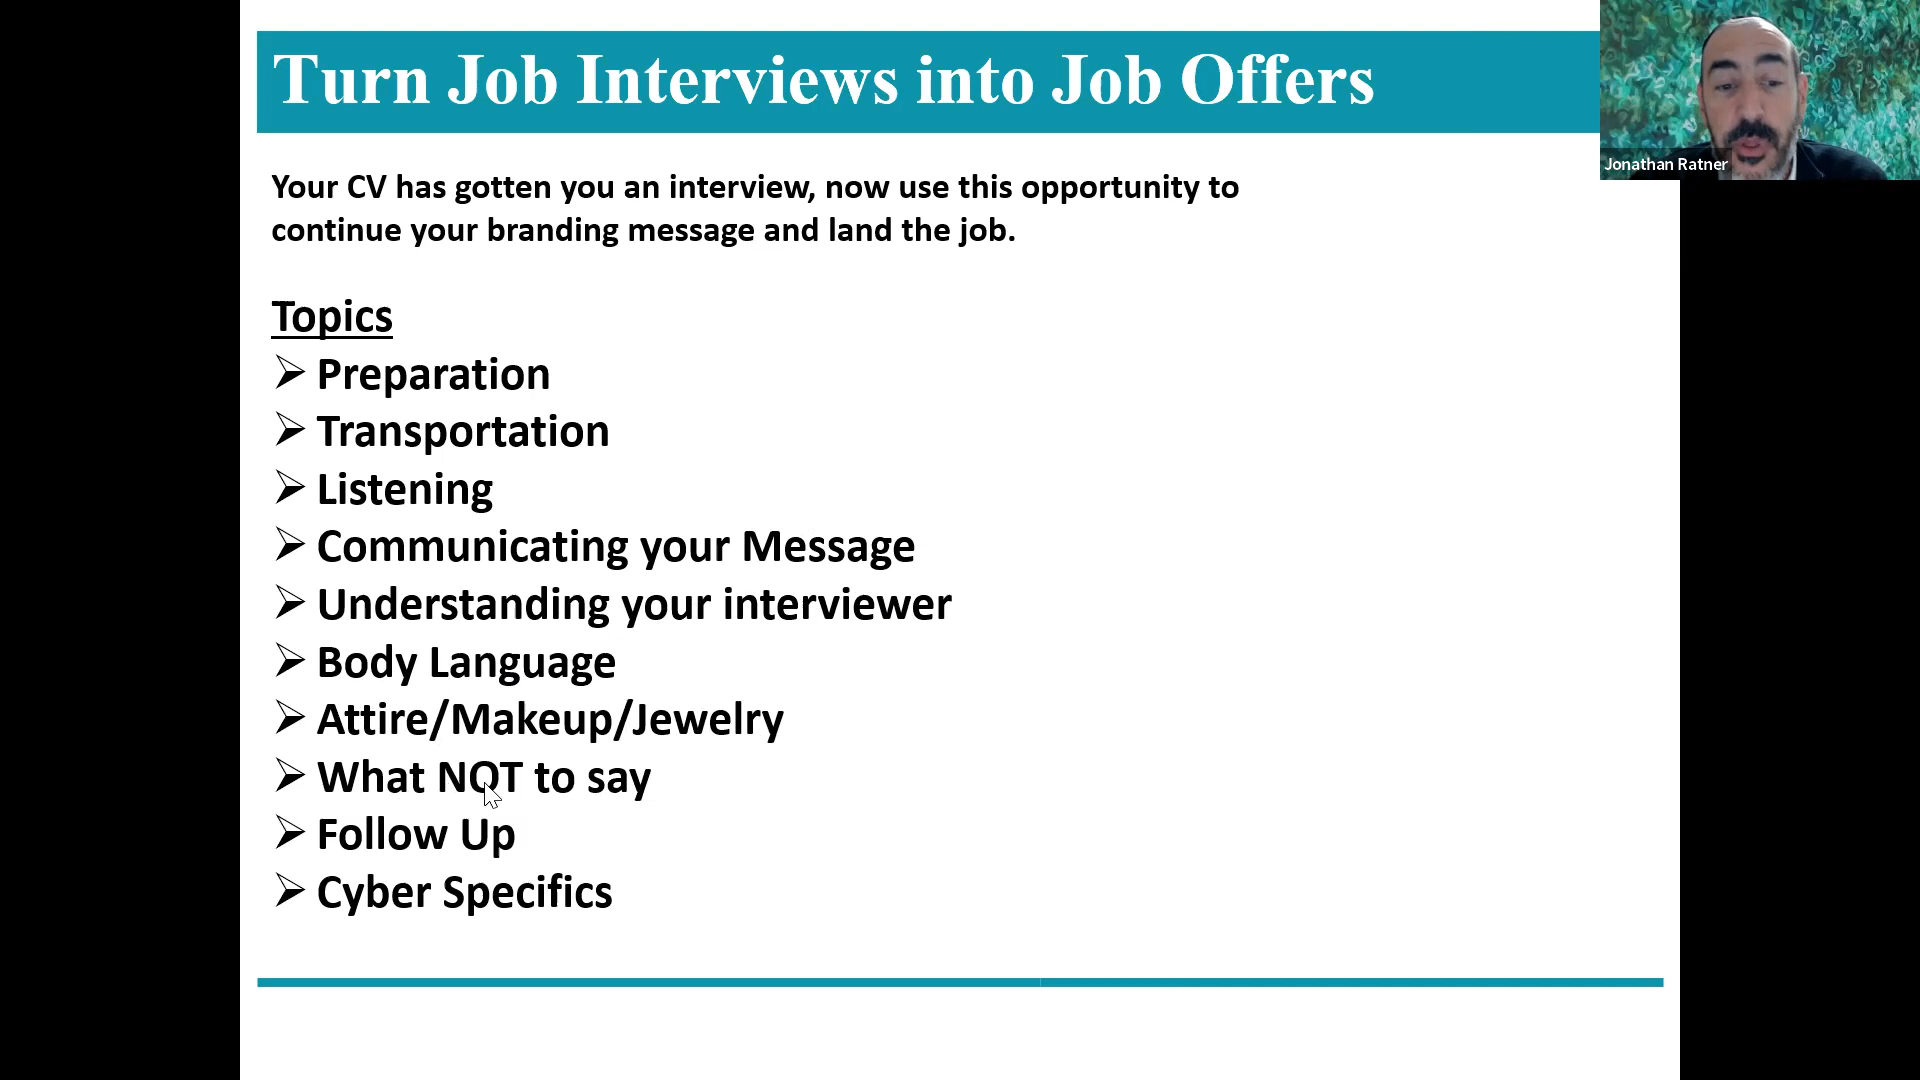 Turn Job Interviews into Job Offers
Jonathan Ratner
Your CV has gotten you an interview, now use this opportunity to
continue your branding message and land the job.
Topics
Preparation
Transportation
Listening
Communicating your Message
Understanding your interviewer
Body Language
Attire/Makeup/Jewelry
What NOT to say
Follow Up
Cyber Specifics